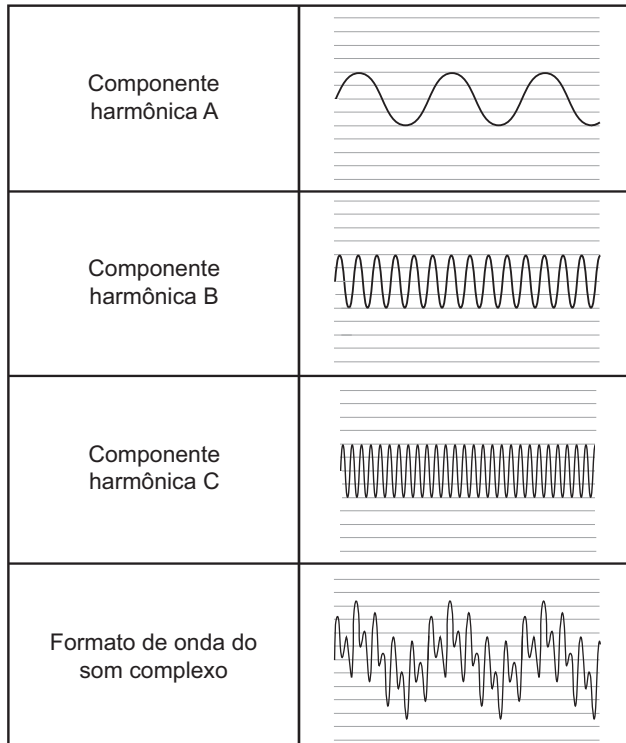 Componente
harmônica A
Componente
harmônica B
Componente
harmônica C
Formato de onda do
som complexo